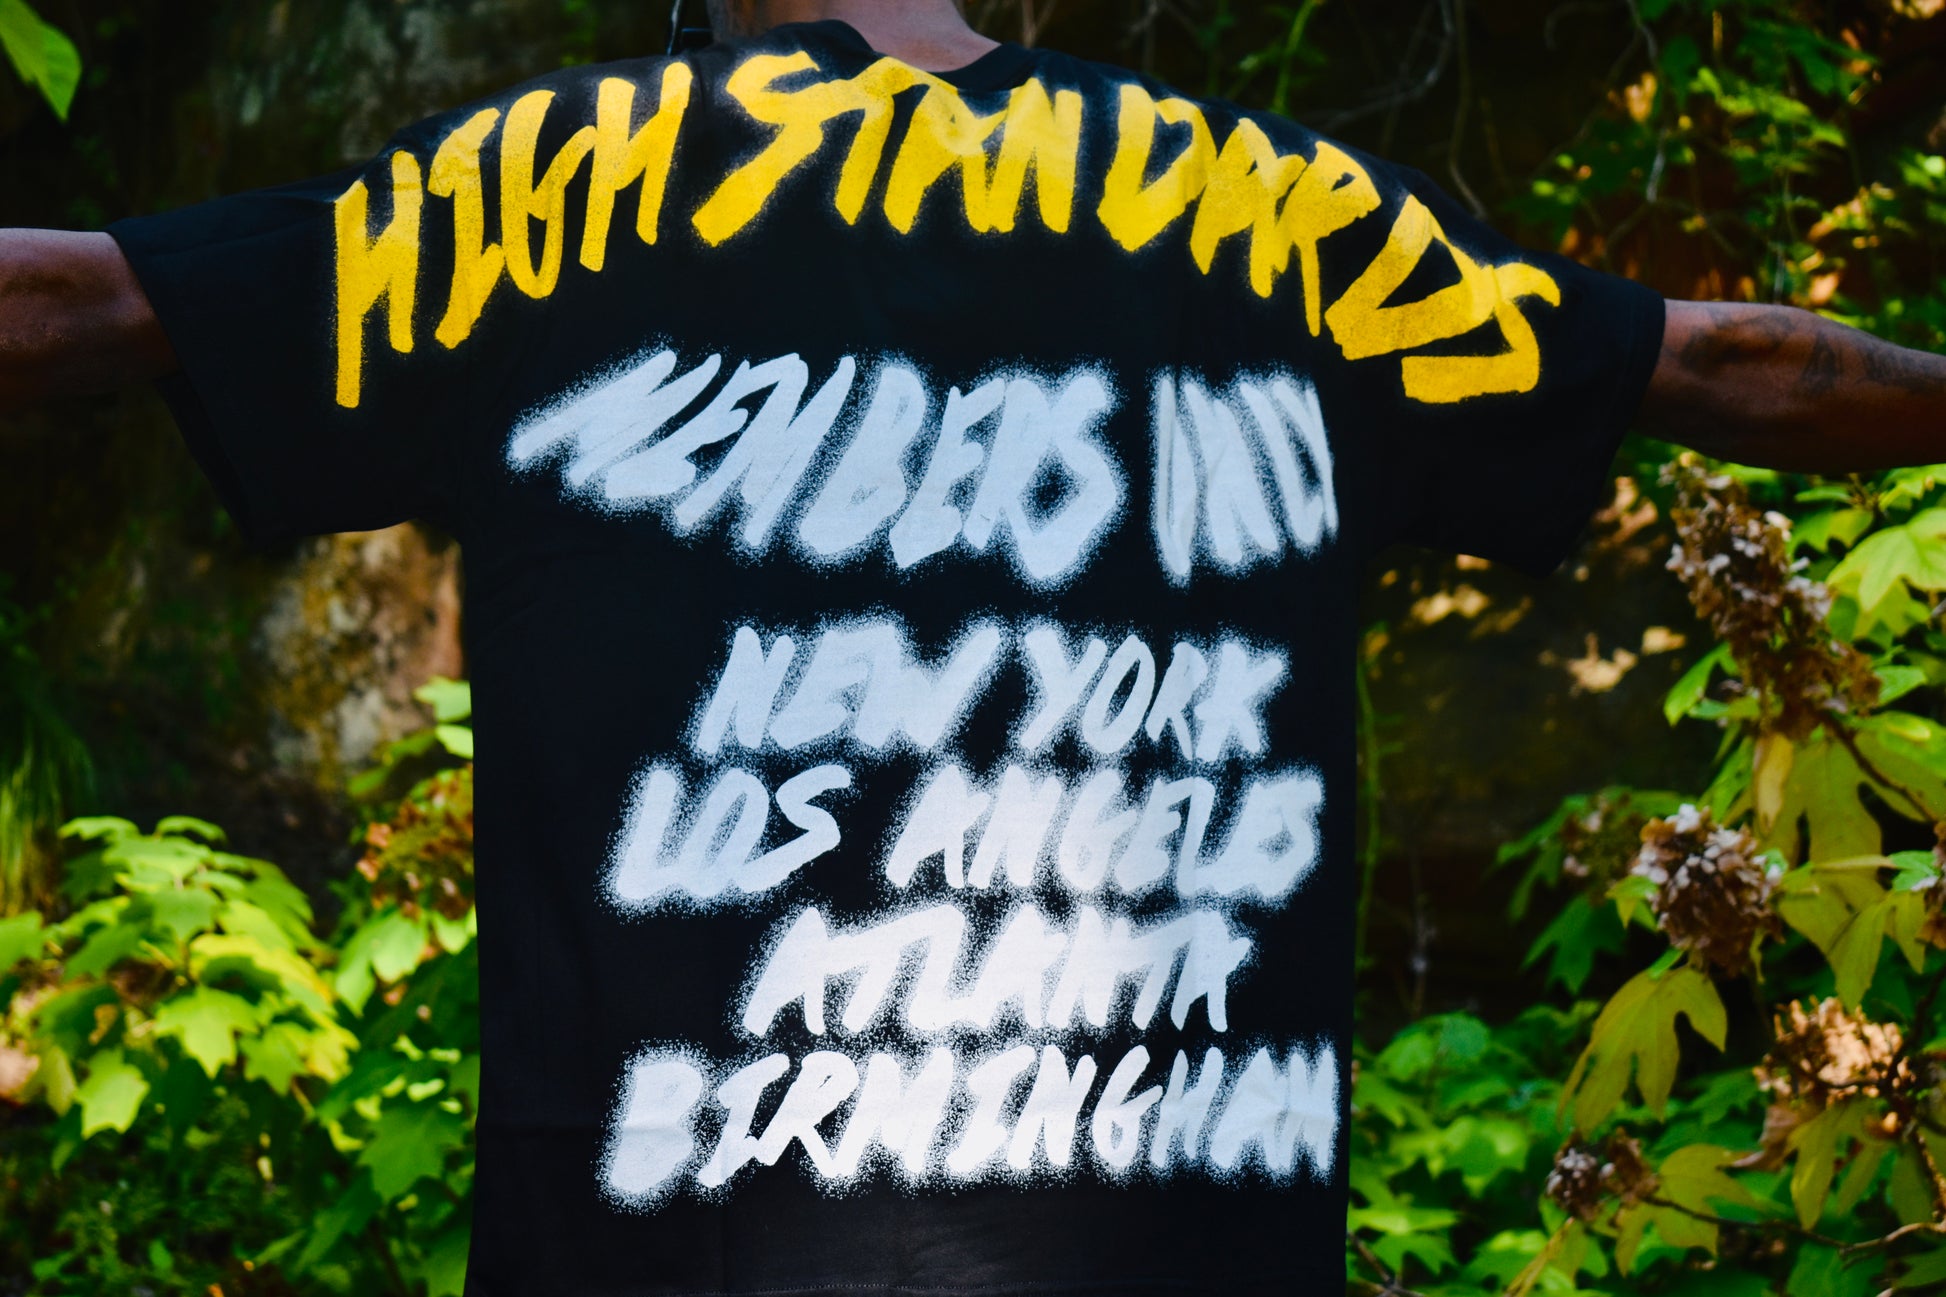 HIGH STANDARDS
MEMBERS ONLY
NEW YORK
LOS ANGELES
ATLANTA
BIRMINGHAM